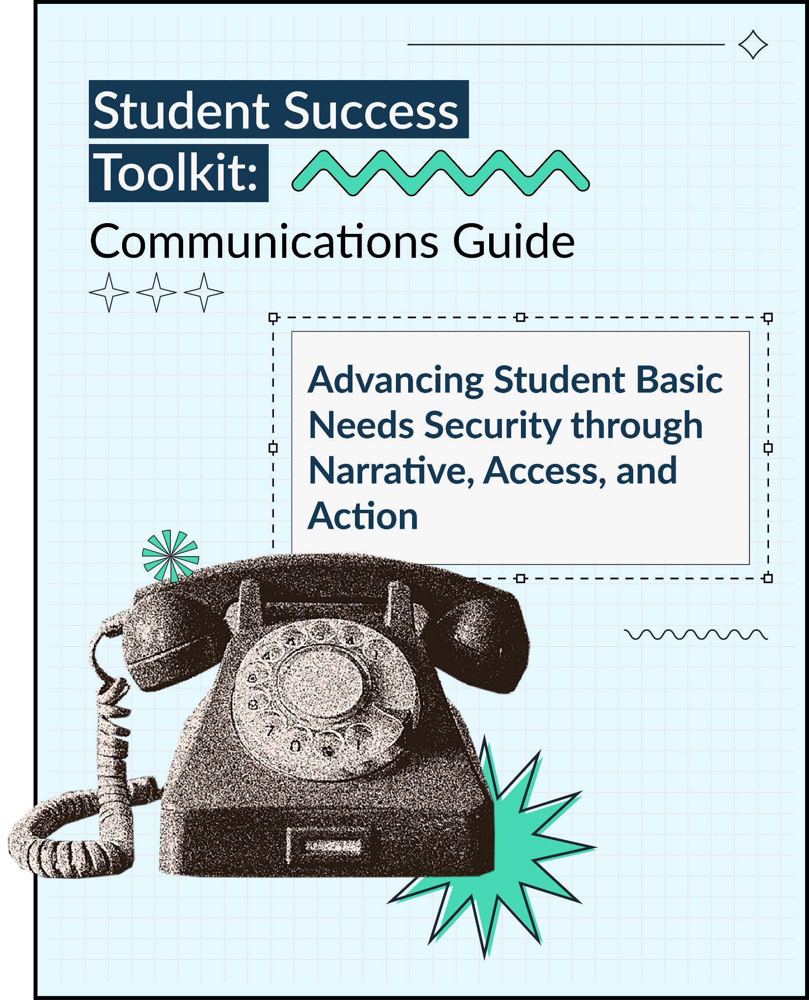 Student Success
Toolkit:
Communications Guide
Advancing Student Basic
Needs Security through
Narrative, Access, and
Action